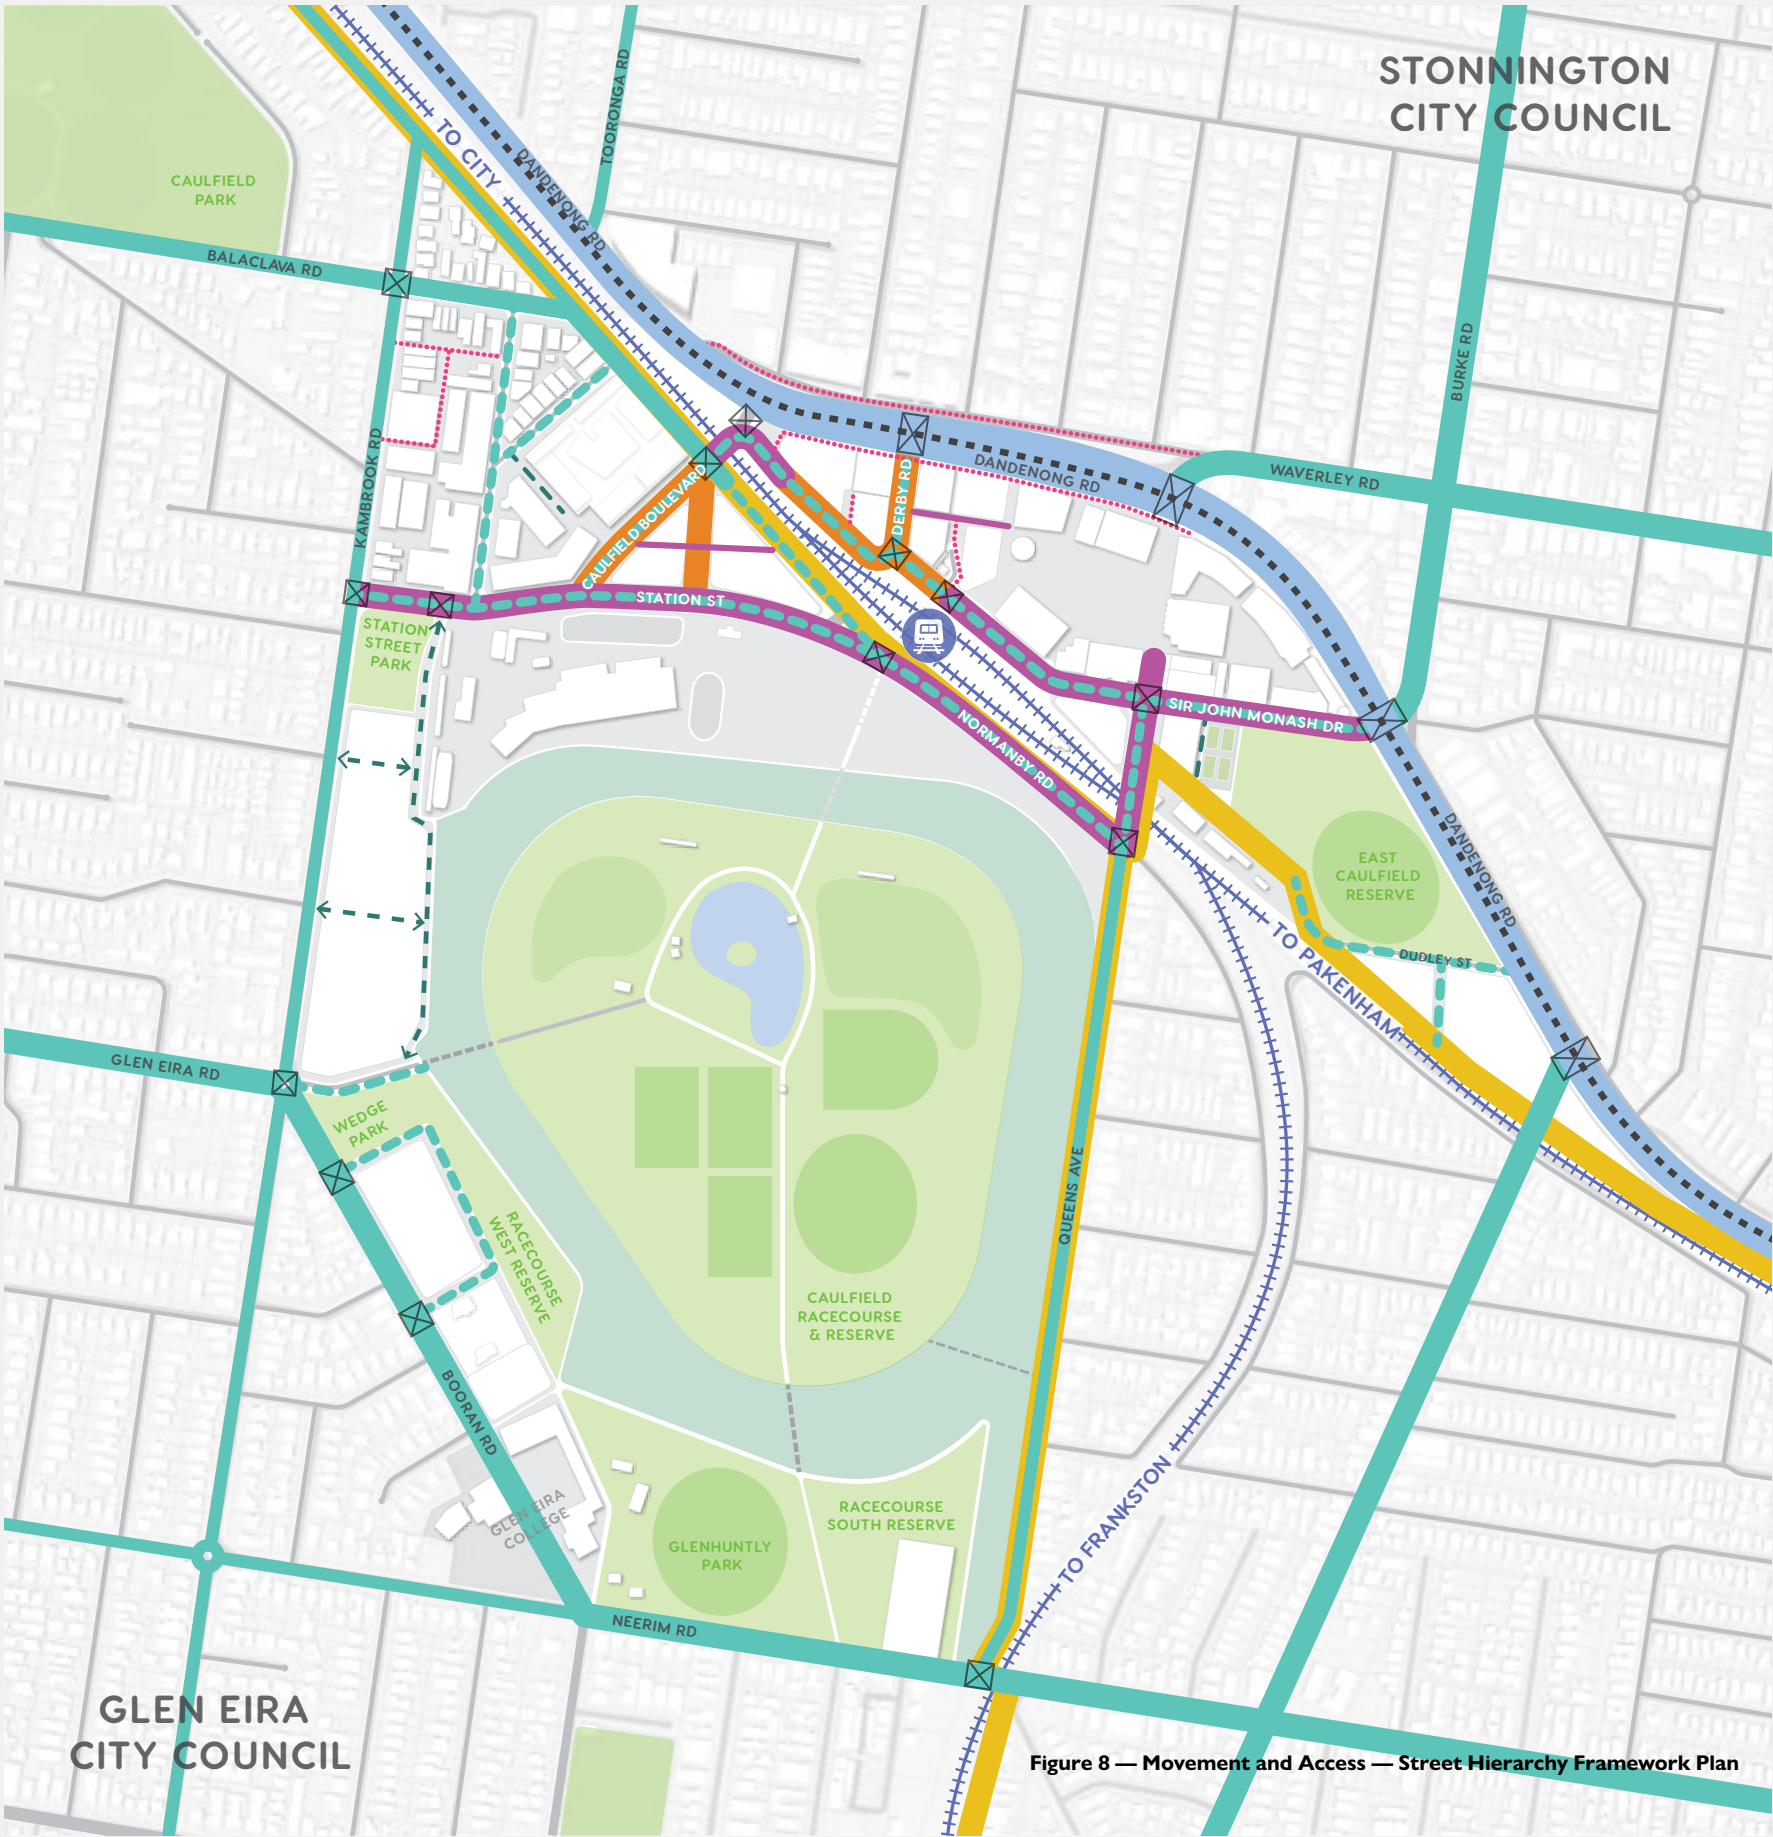 STONNINGTON
CITY COUNCIL
TOORONGA RD
TO CITY
DANDENONG RD
CAULFIELD
PARK
BALACLAVA RD
BURKE RD
KAMBROOK RD
WAVERLEY RD
DANDENONG RD
DERBY RD
CAULFIELD BOULEVARD
STATION ST
STATION
STREET
PARK
SIR JOHN MONASH DR
NORMANBY RD
DANDENONG RD
EAST
CAULFIELD
RESERVE
TO PAKENHAM
DUDLEY ST
GLEN EIRA RD
WEDGE
PARK
QUEENS AVE
RACECOURSE
WEST RESERVE
CAULFIELD
RACECOURSE
& RESERVE
BOORAN RD
GLEN EIRA
COLLEGE
RACECOURSE
SOUTH RESERVE
TO FRANKSTON
GLENHUNTLY
PARK
NEERIM RD
GLEN EIRA
CITY COUNCIL
Figure 8 — Movement and Access — Street Hierarchy Framework Plan